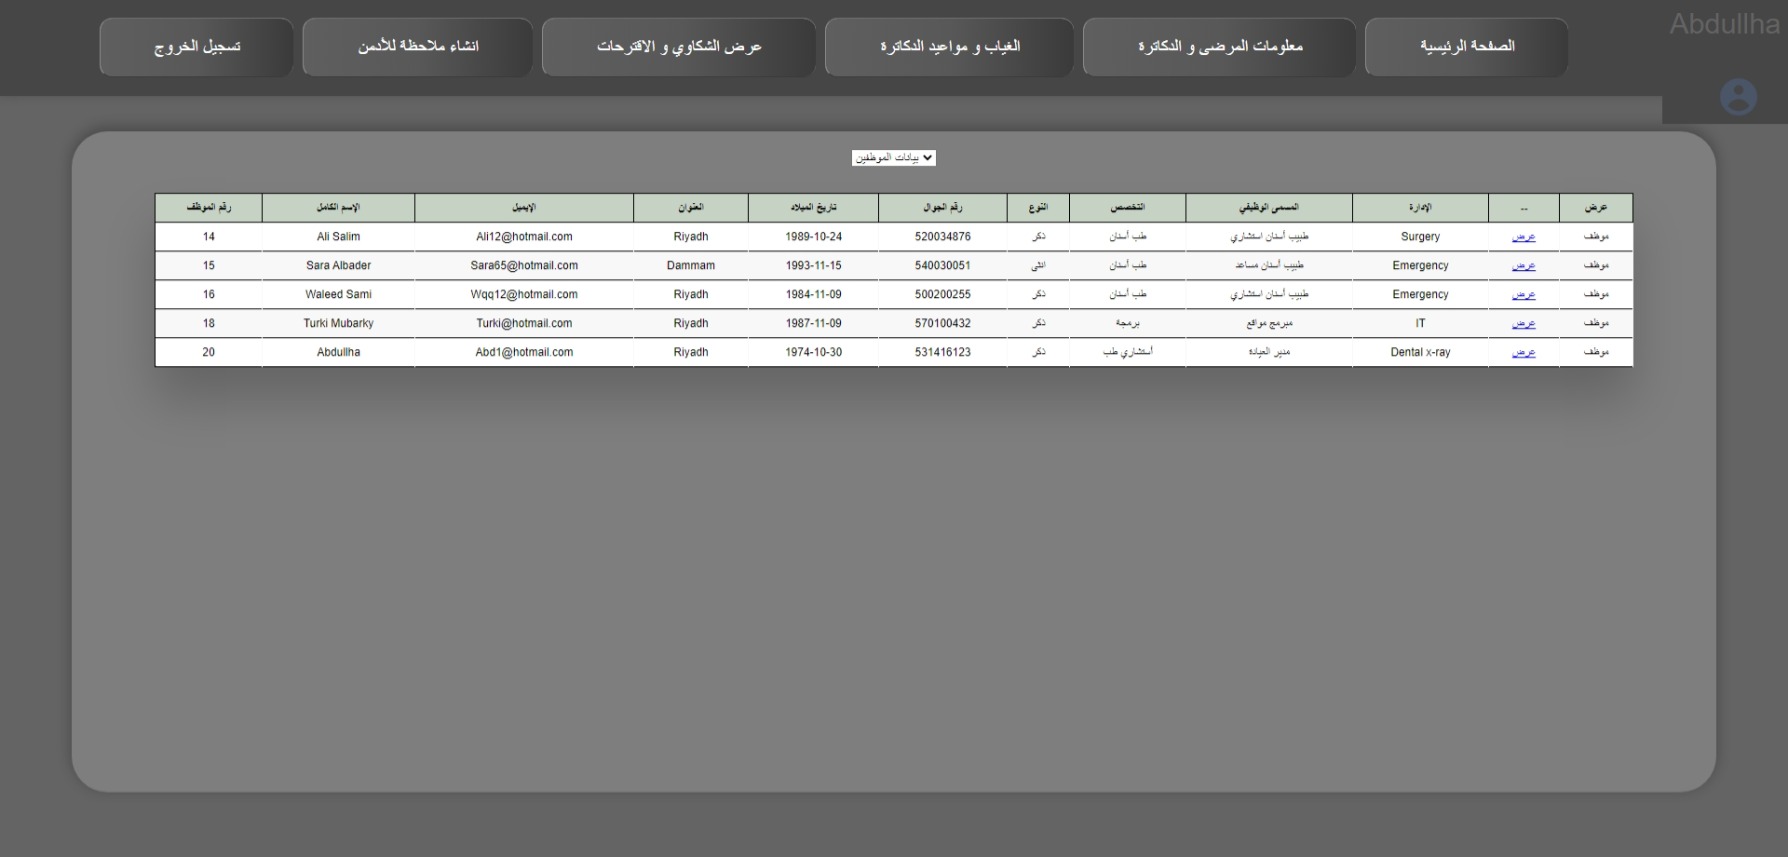 Abdullha
الصفحة الرئيسية
معلومات المرضى و الدكاترة
الغياب و مواعيد الدكاترة
عرض الشكاوي و الاقترحات
انشاء ملاحظة للأدمن
تسجيل الخروج
بيانات الموظفين
رقم الموظف الإسم الكامل الإيميل العنوان تاريخ الميلاد رقم الجوال النوع التخصص المسمى الوظيفي الإدارة -- عرض
14 Ali Salim Ali12@hotmail.com Riyadh 1989-10-24 520034876 ذكر طب أسنان طبيب أسنان استشاري Surgery عرض موظف
15 Sara Albader Sara65@hotmail.com Dammam 1993-11-15 540030051 انثى طب أسنان طبيب أسنان مساعد Emergency عرض موظف
16 Waleed Sami Wqq12@hotmail.com Riyadh 1984-11-09 500200255 ذكر طب أسنان طبيب أسنان استشاري Emergency عرض موظف
18 Turki Mubarky Turki@hotmail.com Riyadh 1987-11-09 570100432 ذكر برمجة مبرمج مواقع IT عرض موظف
20 Abdullha Abd1@hotmail.com Riyadh 1974-10-30 531416123 ذكر أستشاري طب مدير العيادة Dental x-ray عرض موظف